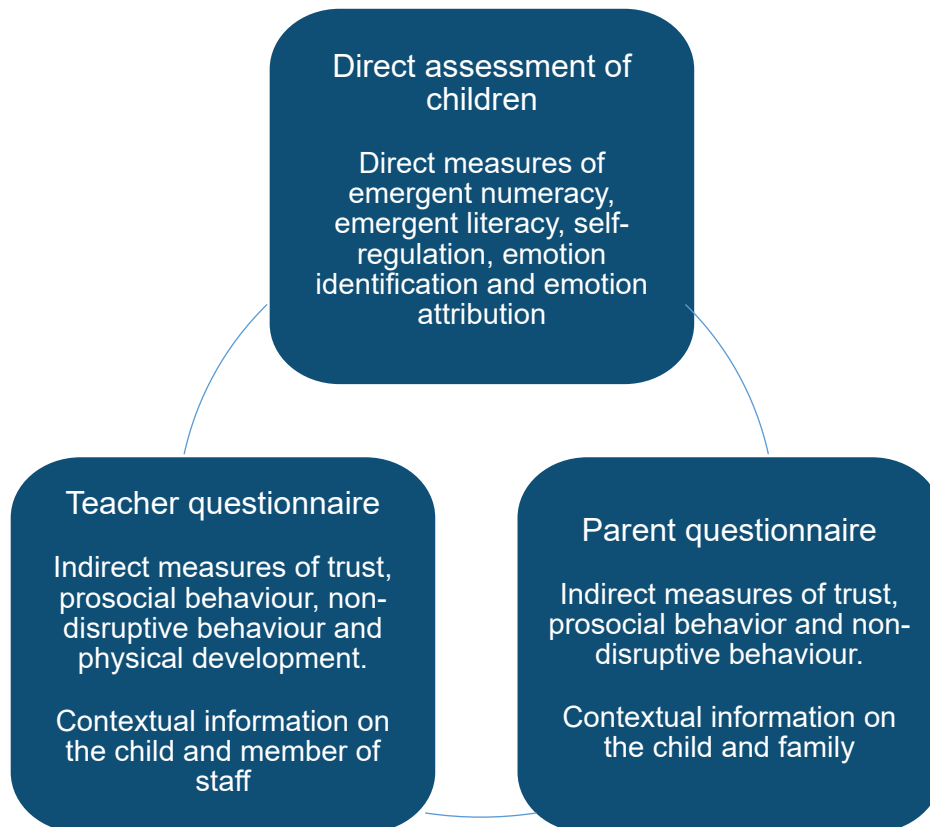 Direct assessment of
children
Direct measures of
emergent numeracy,
emergent literacy, self-
regulation, emotion
identification and emotion
attribution
Teacher questionnaire
Indirect measures of trust,
prosocial behaviour, non-
disruptive behaviour and
physical development.
Contextual information on
the child and member of
staff
Parent questionnaire
Indirect measures of trust,
prosocial behavior and non-
disruptive behaviour.
Contextual information on
the child and family